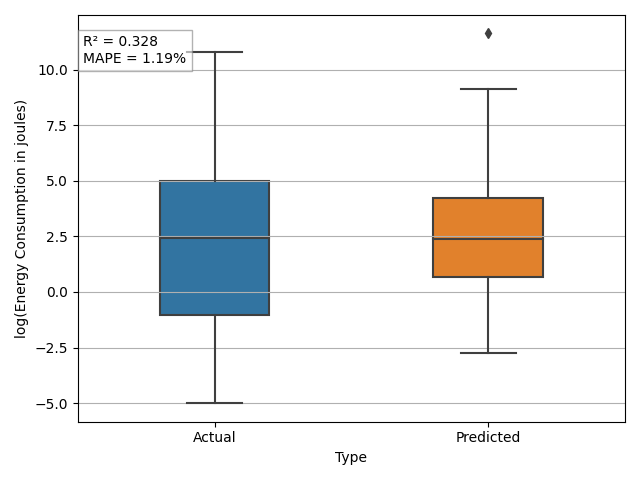 R² = 0.328
MAPE = 1.19%
10.0
7.5
5.0
2.5
0.0
−2.5
−5.0
log(Energy Consumption in joules)
Actual
Predicted
Type